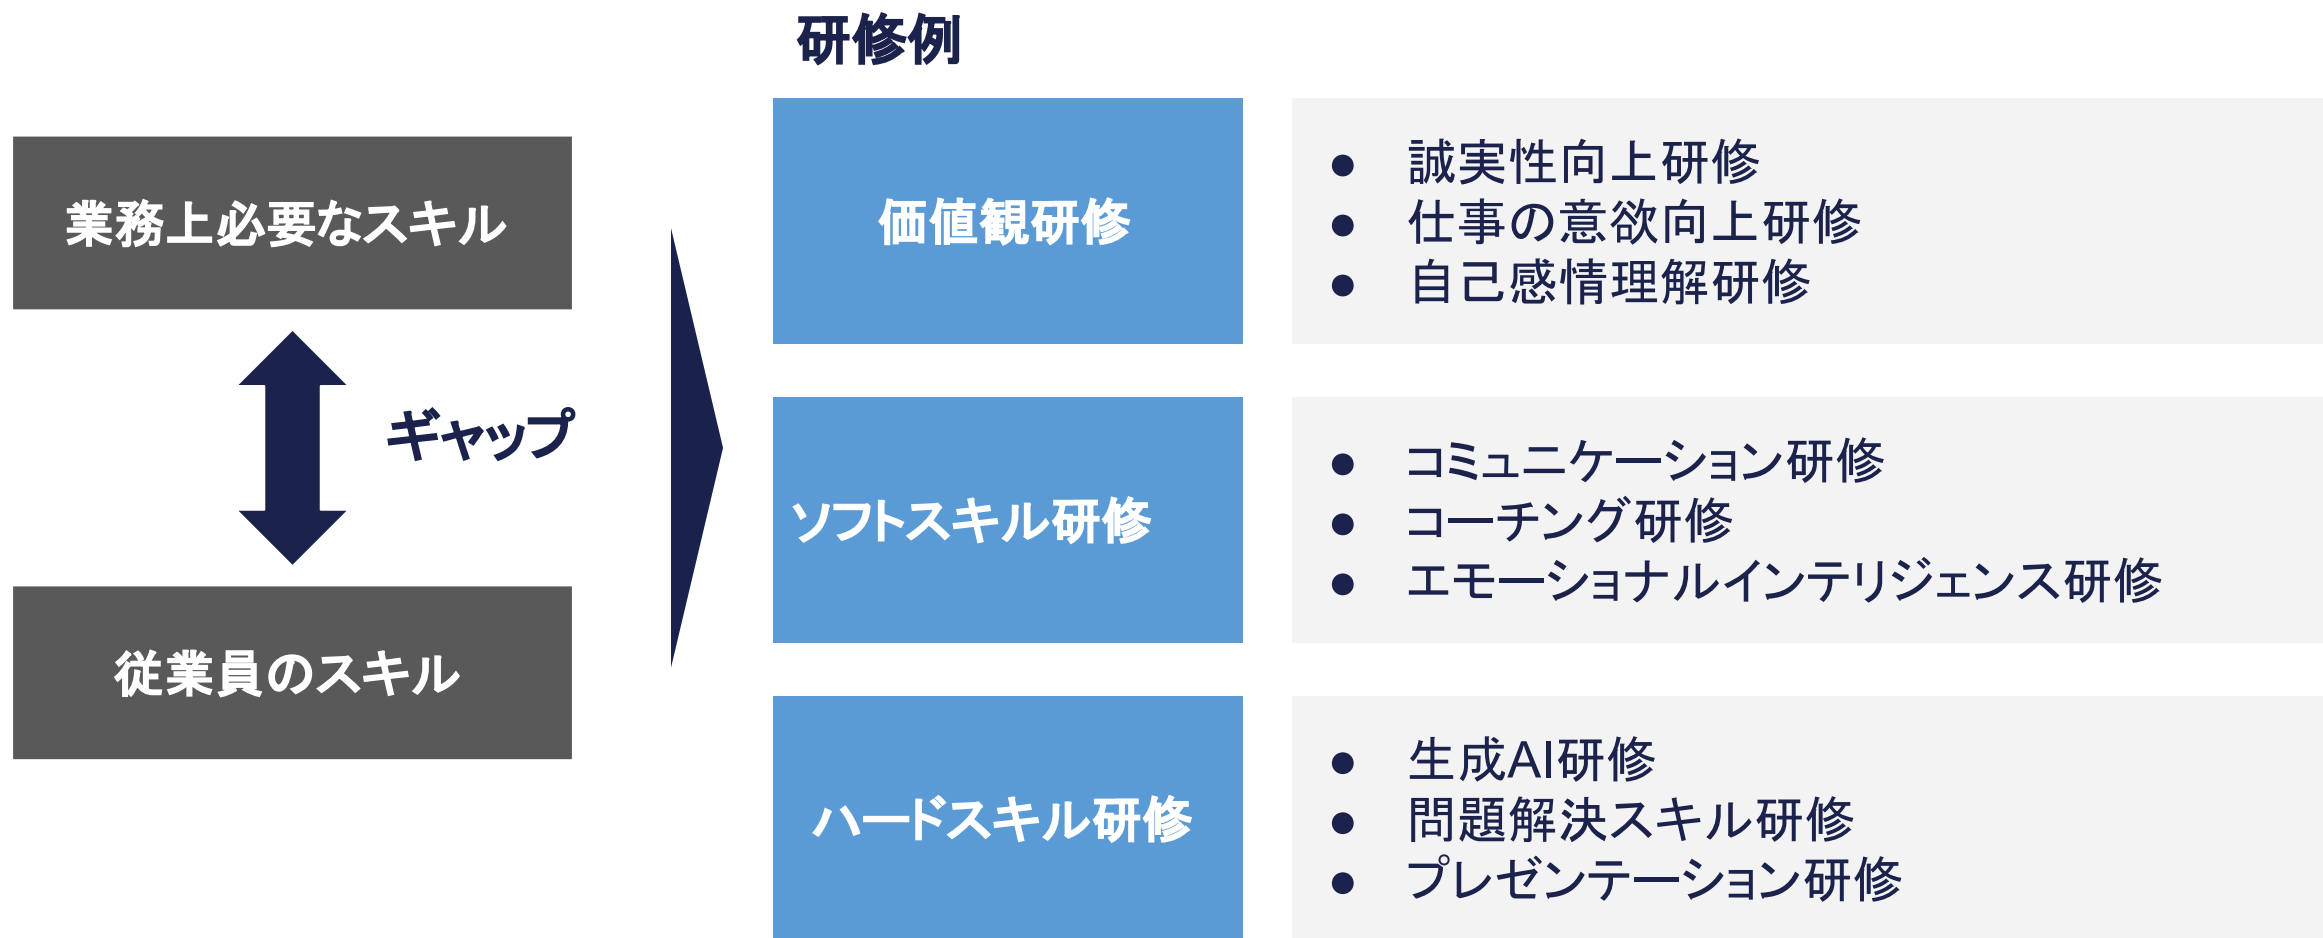 研修例
業務上必要なスキル
ギャップ
従業員のスキル
価値観研修
● 誠実性向上研修
● 仕事の意欲向上研修
● 自己感情理解研修
ソフトスキル研修
● コミュニケーション研修
● コーチング研修
● エモーショナルインテリジェンス研修
ハードスキル研修
● 生成AI研修
● 問題解決スキル研修
● プレゼンテーション研修